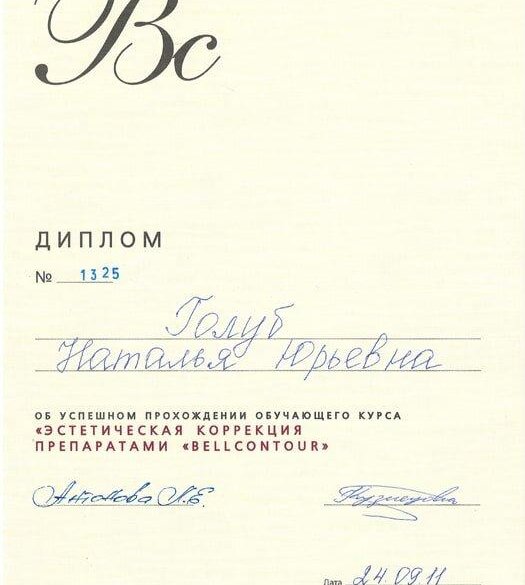 Bc
ДИПЛОМ
№ 1325
Голуб
Наталья Юрьевна
ОБ УСПЕШНОМ ПРОХОЖДЕНИИ ОБУЧАЮЩЕГО КУРСА
«ЭСТЕТИЧЕСКАЯ КОРРЕКЦИЯ
ПРЕПАРАТАМИ «BELLCONTOUR»
Антонова Л.Е.
Дата 24.09.11